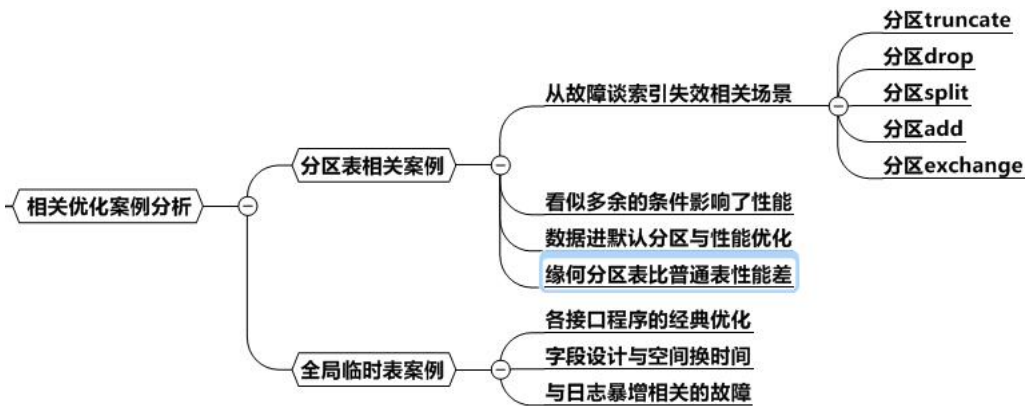 相关优化案例分析
分区表相关案例
从故障谈索引失效相关场景
分区truncate
分区drop
分区split
分区add
分区exchange
看似多余的条件影响了性能
数据进默认分区与性能优化
缘何分区表比普通表性能差
全局临时表案例
各接口程序的经典优化
字段设计与空间换时间
与日志暴增相关的故障